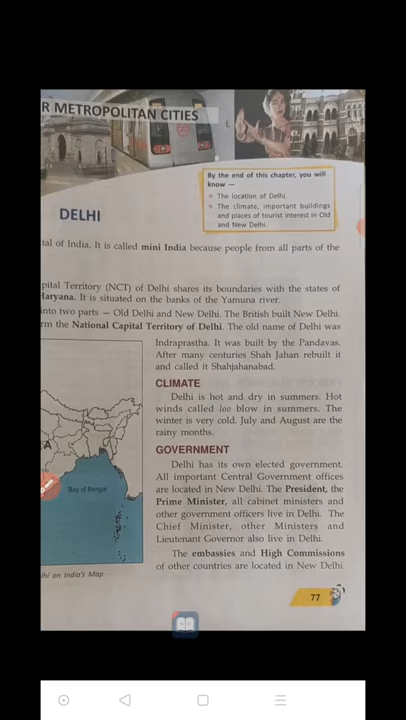 R METROPOLITAN CITIES
By the end of this chapter, you will
know —
The location of Delhi.
The climate, important buildings
and places of tourist interest in Old
and New Delhi.
DELHI
tal of India. It is called mini India because people from all parts of the
pital Territory (NCT) of Delhi shares its boundaries with the states of
Haryana. It is situated on the banks of the Yamuna river.
into two parts — Old Delhi and New Delhi. The British built New Delhi.
rm the National Capital Territory of Delhi. The old name of Delhi was
Indraprastha. It was built by the Pandavas.
After many centuries Shah Jahan rebuilt it
and called it Shahjahanabad.
CLIMATE
Delhi is hot and dry in summers. Hot
winds called loo blow in summers. The
winter is very cold. July and August are the
rainy months.
GOVERNMENT
Delhi has its own elected government.
All important Central Government offices
are located in New Delhi. The President, the
Prime Minister, all cabinet ministers and
other government officers live in Delhi. The
Chief Minister, other Ministers and
Lieutenant Governor also live in Delhi.
The embassies and High Commissions
of other countries are located in New Delhi.
A
Bay of Bengal
lhi on India's Map
77